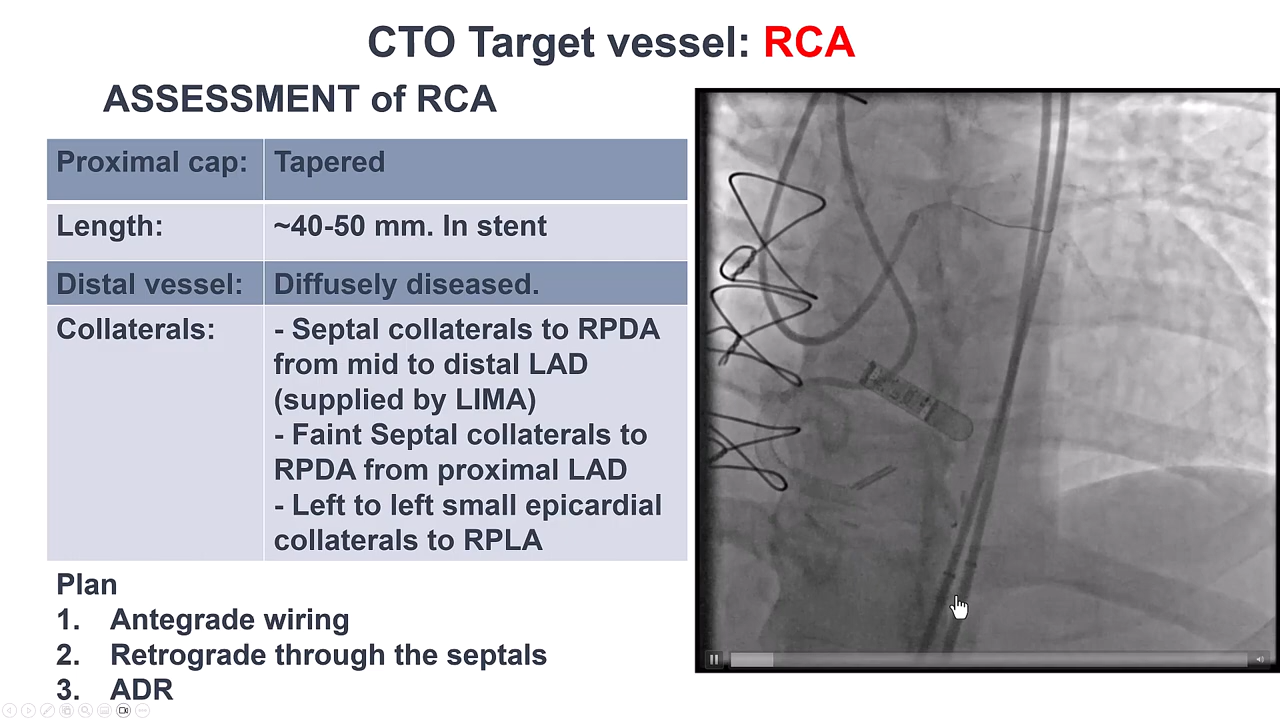 CTO Target vessel: RCA
ASSESSMENT of RCA
Proximal cap: Tapered
Length: ~40-50 mm. In stent
Distal vessel: Diffusely diseased.
Collaterals: - Septal collaterals to RPDA
from mid to distal LAD
(supplied by LIMA)
- Faint Septal collaterals to
RPDA from proximal LAD
- Left to left small epicardial
collaterals to RPLA
Plan
1. Antegrade wiring
2. Retrograde through the septals
3. ADR